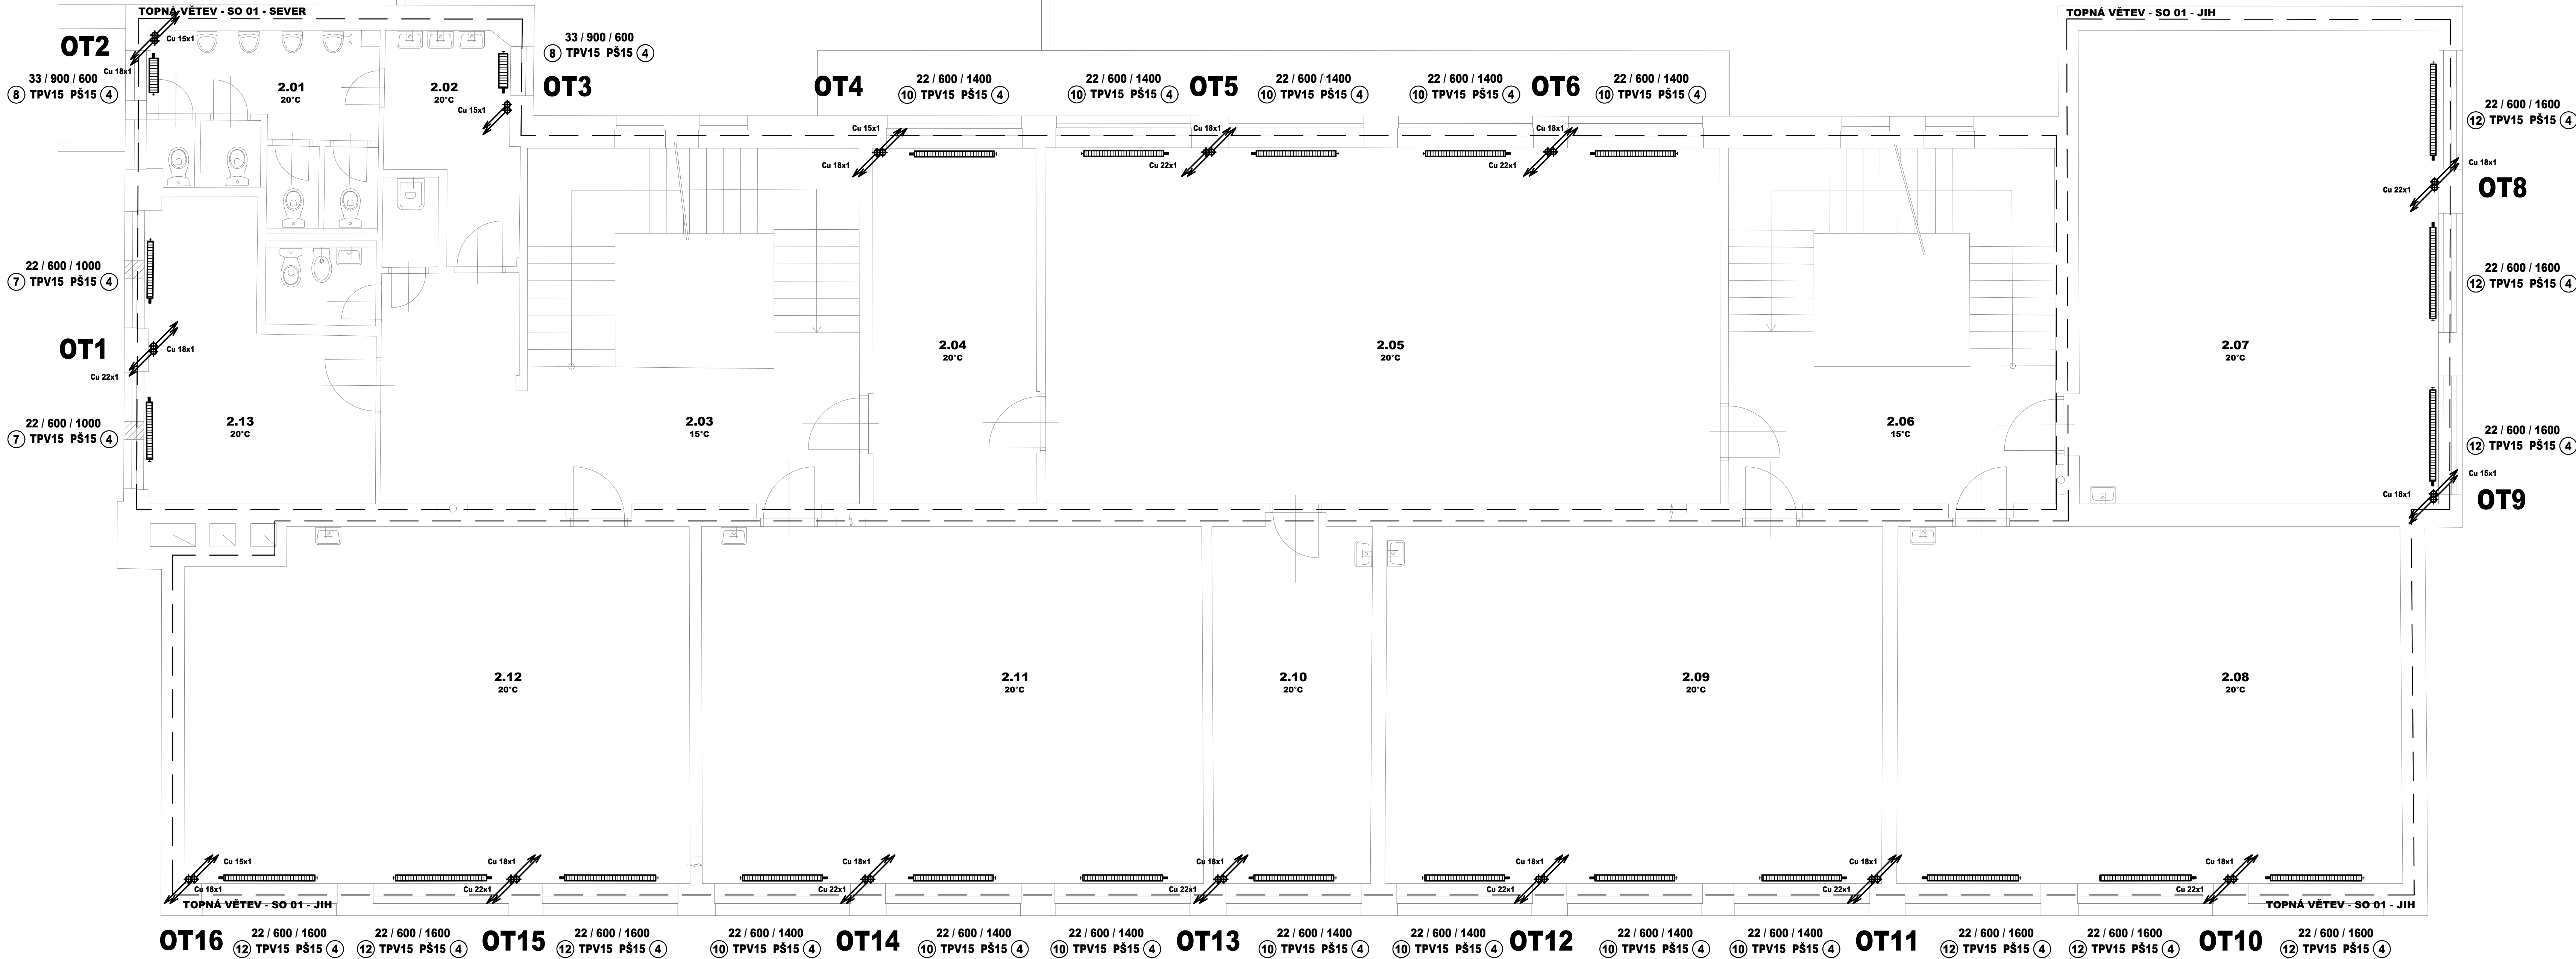 TOPNÁ VĚTEV - SO 01 - SEVER
TOPNÁ VĚTEV - SO 01 - JIH
OT2
Cu 15x1
Cu 18x1
33 / 900 / 600
8 TPV15 PŠ15 4
2.01
20°C
2.02
20°C
Cu 15x1
33 / 900 / 600
8 TPV15 PŠ15 4
OT3
OT4
22 / 600 / 1400
10 TPV15 PŠ15 4
22 / 600 / 1400
10 TPV15 PŠ15 4
OT5
22 / 600 / 1400
10 TPV15 PŠ15 4
22 / 600 / 1400
10 TPV15 PŠ15 4
OT6
22 / 600 / 1400
10 TPV15 PŠ15 4
Cu 15x1
Cu 18x1
Cu 18x1
Cu 22x1
Cu 18x1
Cu 22x1
22 / 600 / 1600
12 TPV15 PŠ15 4
Cu 18x1
Cu 22x1
OT8
22 / 600 / 1600
12 TPV15 PŠ15 4
22 / 600 / 1000
7 TPV15 PŠ15 4
OT1
Cu 18x1
Cu 22x1
22 / 600 / 1000
7 TPV15 PŠ15 4
2.13
20°C
2.03
15°C
2.04
20°C
2.05
20°C
2.06
15°C
2.07
20°C
22 / 600 / 1600
12 TPV15 PŠ15 4
Cu 15x1
Cu 18x1
OT9
2.12
20°C
2.11
20°C
2.10
20°C
2.09
20°C
2.08
20°C
Cu 15x1
Cu 18x1
Cu 18x1
Cu 22x1
Cu 18x1
Cu 22x1
Cu 18x1
Cu 22x1
Cu 18x1
Cu 22x1
Cu 18x1
Cu 22x1
Cu 18x1
Cu 22x1
TOPNÁ VĚTEV - SO 01 - JIH
TOPNÁ VĚTEV - SO 01 - JIH
OT16
22 / 600 / 1600
12 TPV15 PŠ15 4
22 / 600 / 1600
12 TPV15 PŠ15 4
OT15
22 / 600 / 1600
12 TPV15 PŠ15 4
22 / 600 / 1400
10 TPV15 PŠ15 4
OT14
22 / 600 / 1400
10 TPV15 PŠ15 4
22 / 600 / 1400
10 TPV15 PŠ15 4
OT13
22 / 600 / 1400
10 TPV15 PŠ15 4
22 / 600 / 1400
10 TPV15 PŠ15 4
OT12
22 / 600 / 1400
10 TPV15 PŠ15 4
22 / 600 / 1400
10 TPV15 PŠ15 4
OT11
22 / 600 / 1600
12 TPV15 PŠ15 4
22 / 600 / 1600
12 TPV15 PŠ15 4
OT10
22 / 600 / 1600
12 TPV15 PŠ15 4